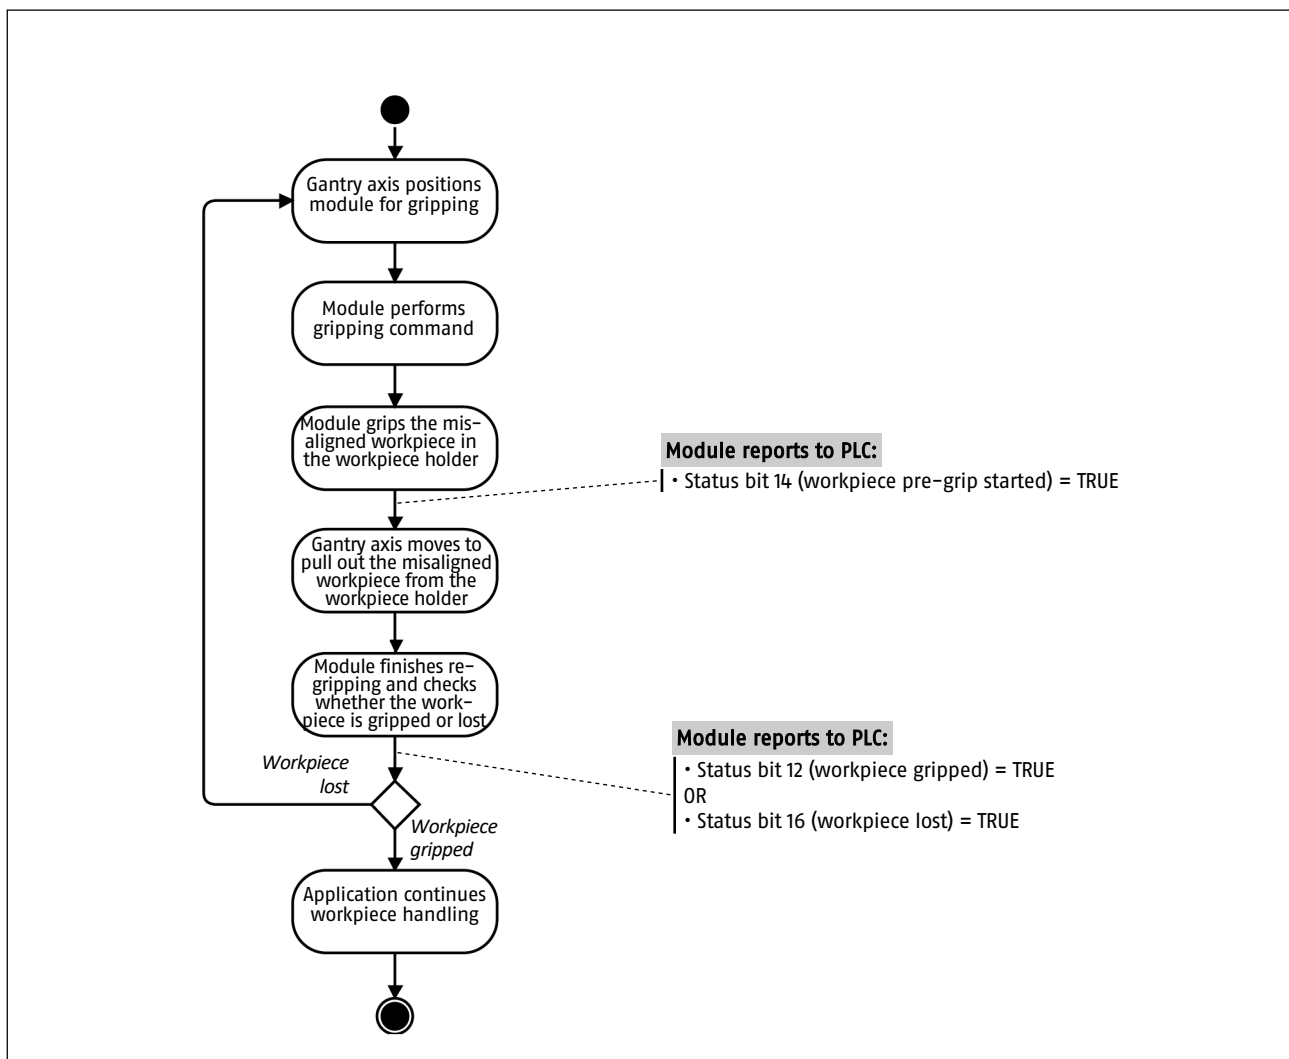 Gantry axis positions
module for gripping
Module performs
gripping command
Module grips the mis-
aligned workpiece in
the workpiece holder
Module reports to PLC:
• Status bit 14 (workpiece pre-grip started) = TRUE
Gantry axis moves to
pull out the misaligned
workpiece from the
workpiece holder
Module finishes re-
gripping and checks
whether the work-
piece is gripped or lost
Module reports to PLC:
• Status bit 12 (workpiece gripped) = TRUE
OR
• Status bit 16 (workpiece lost) = TRUE
Workpiece
lost
Workpiece
gripped
Application continues
workpiece handling